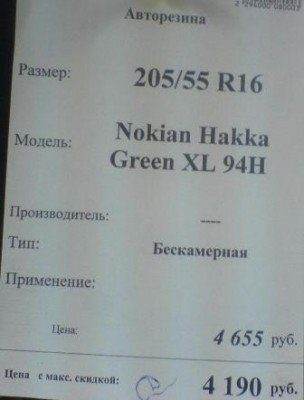 Авторезина
Размер: 205/55 R16
Модель: Nokian Hakka
Green XL 94H
Производитель: ----
Тип: Бескамерная
Применение:
Цена: 4 655 руб.
Цена с макс. скидкой: 4 190 руб.